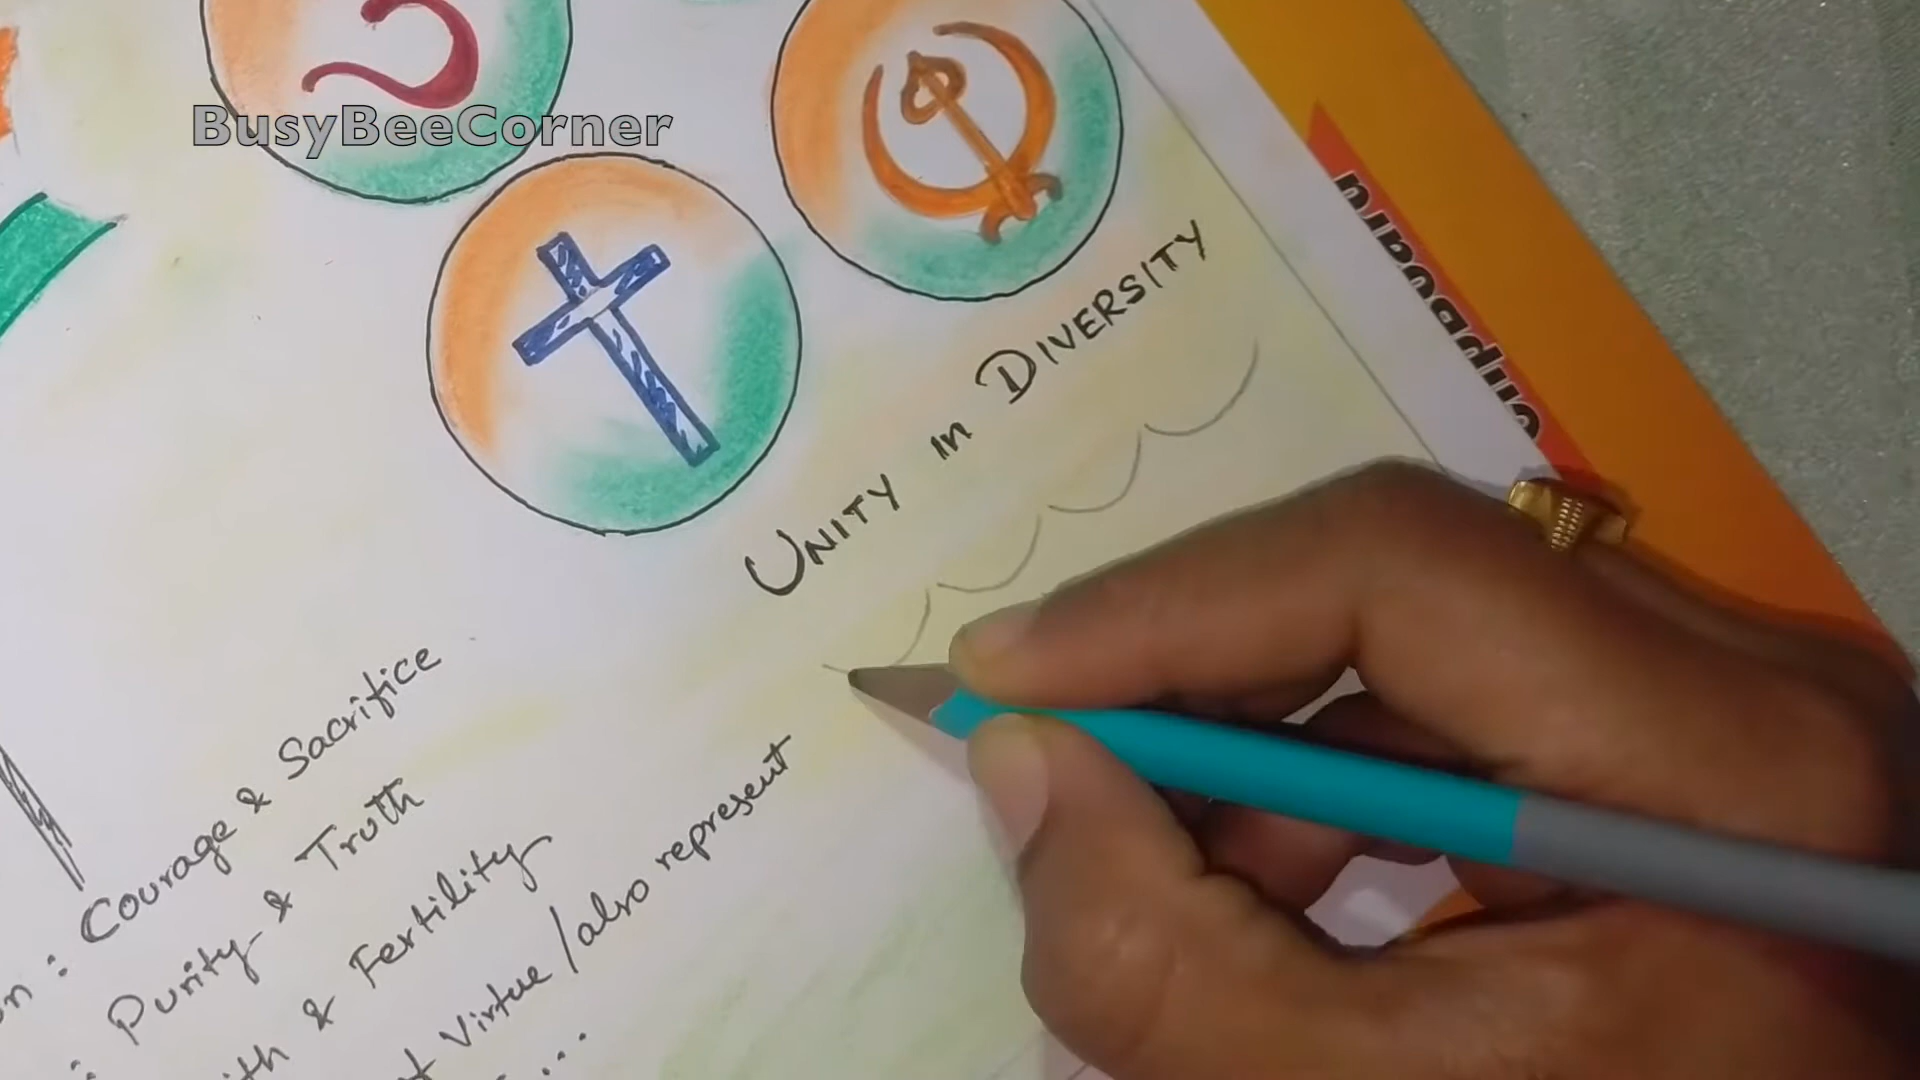 BusyBeeCorner
UNITY in DIVERSITY
: Courage & Sacrifice
: Purity & Truth
& Fertility
Virtue / also represent
...